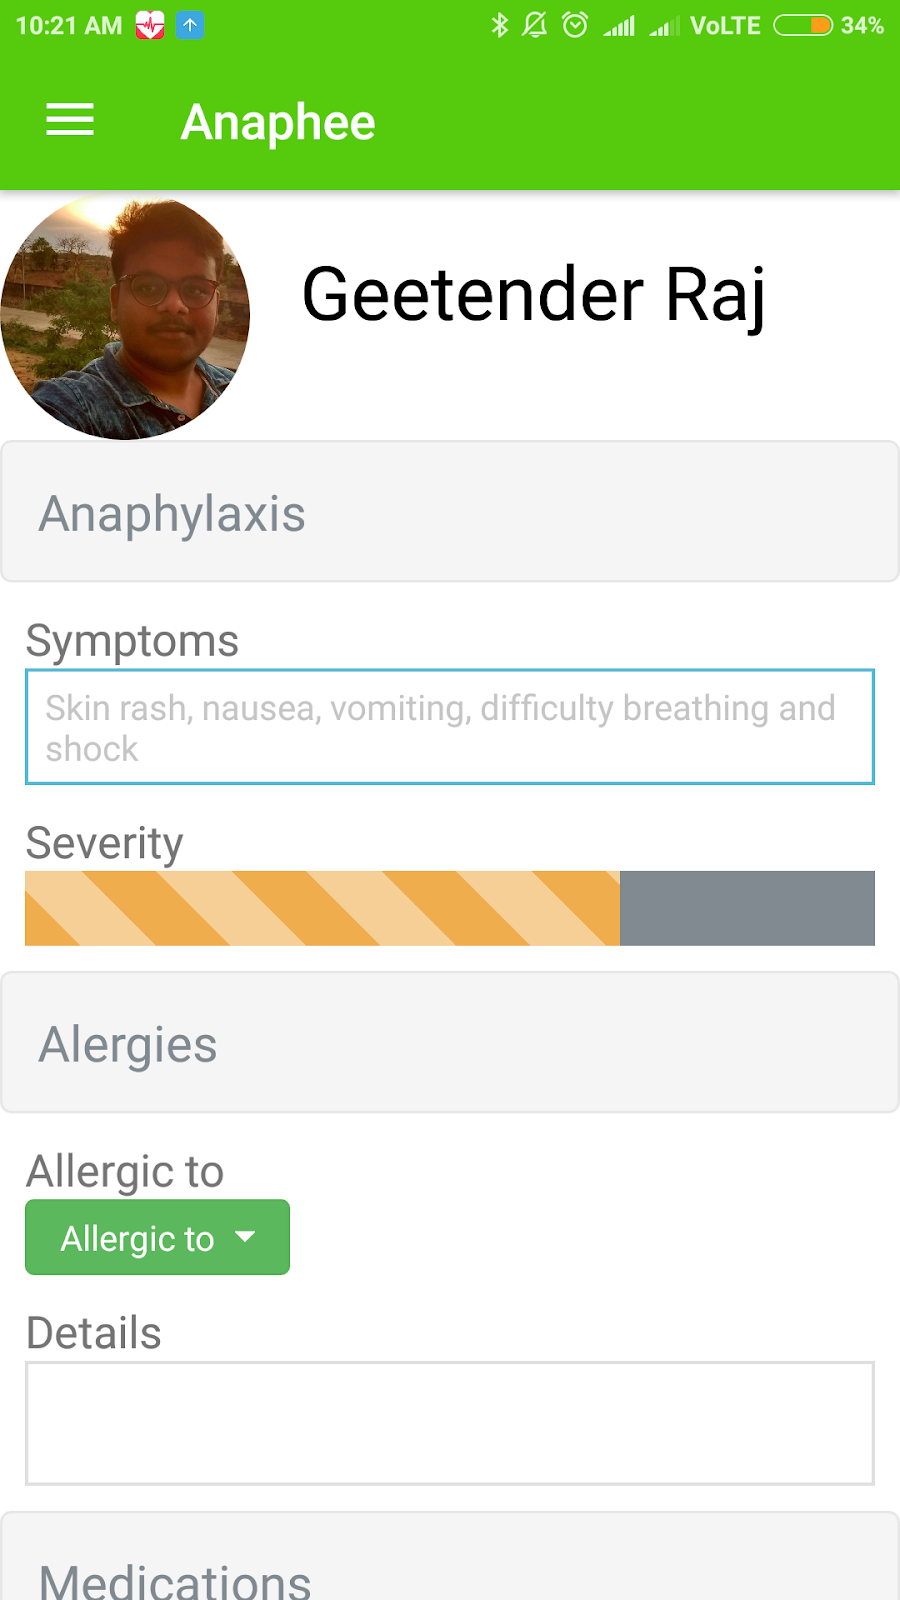 10:21 AM VoLTE 34%
Anaphee
Geetender Raj
Anaphylaxis
Symptoms
Skin rash, nausea, vomiting, difficulty breathing and
shock
Severity
Alergies
Allergic to
Allergic to
Details
Medications